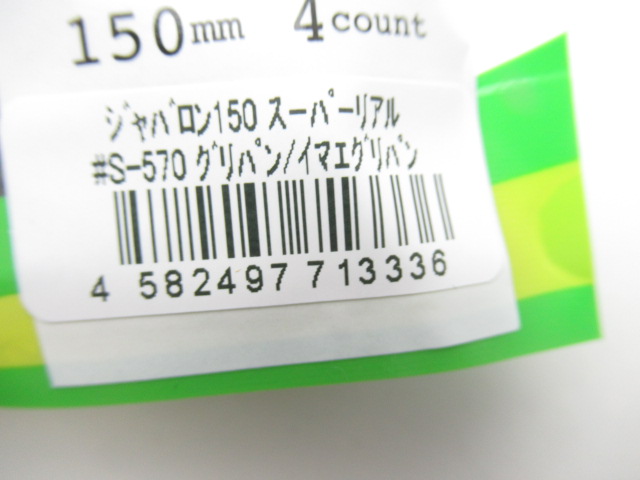 150mm 4count
ジャバロン150 スーパーリアル
#S-570 グリパン/イマエグリパン
4 582497 713336